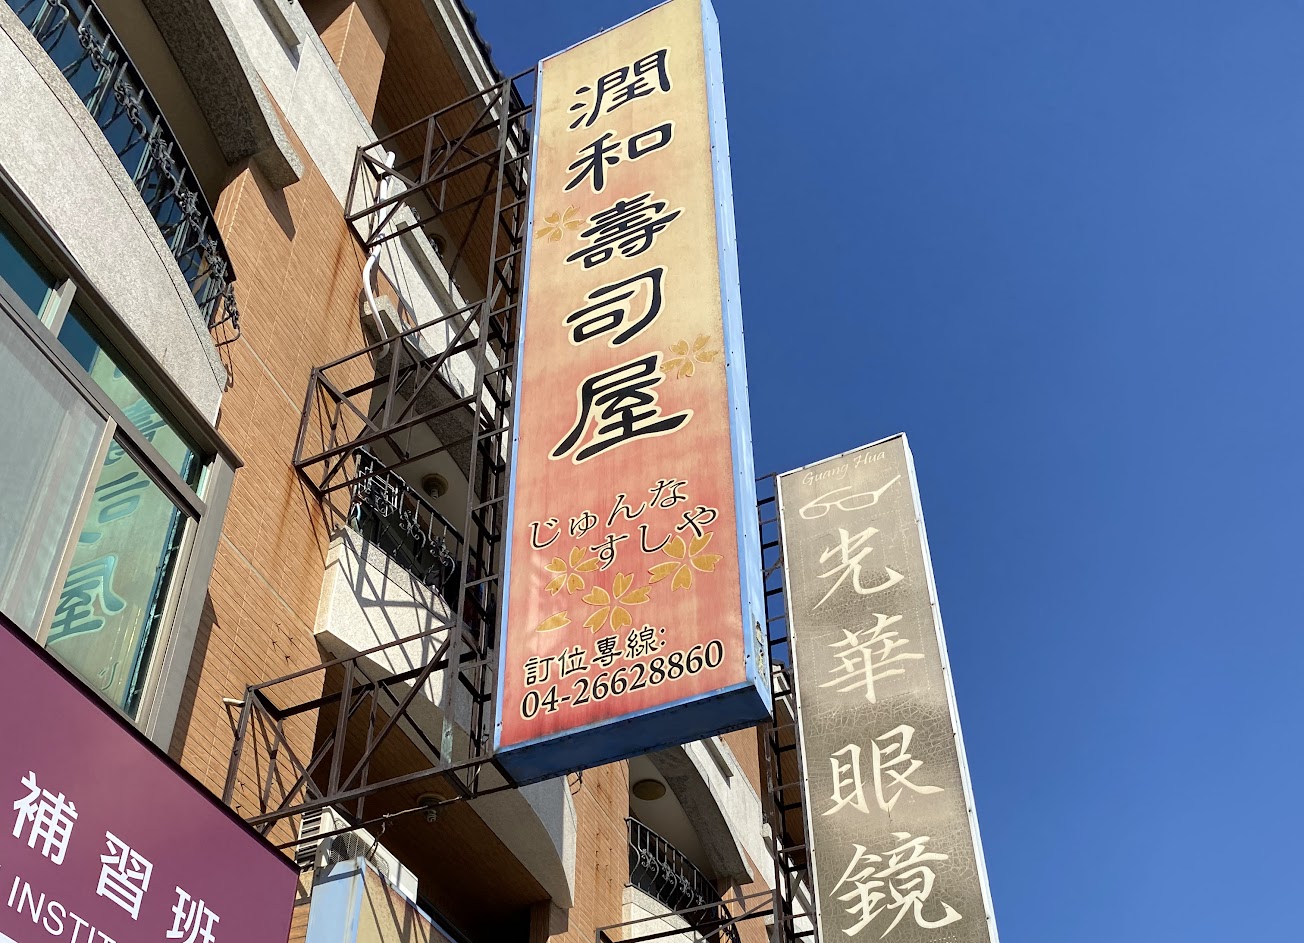 潤和壽司屋
じゅんな
すしや
訂位專線:
04-26628860
Guang Hua
光華眼鏡
補習班
INSTIT